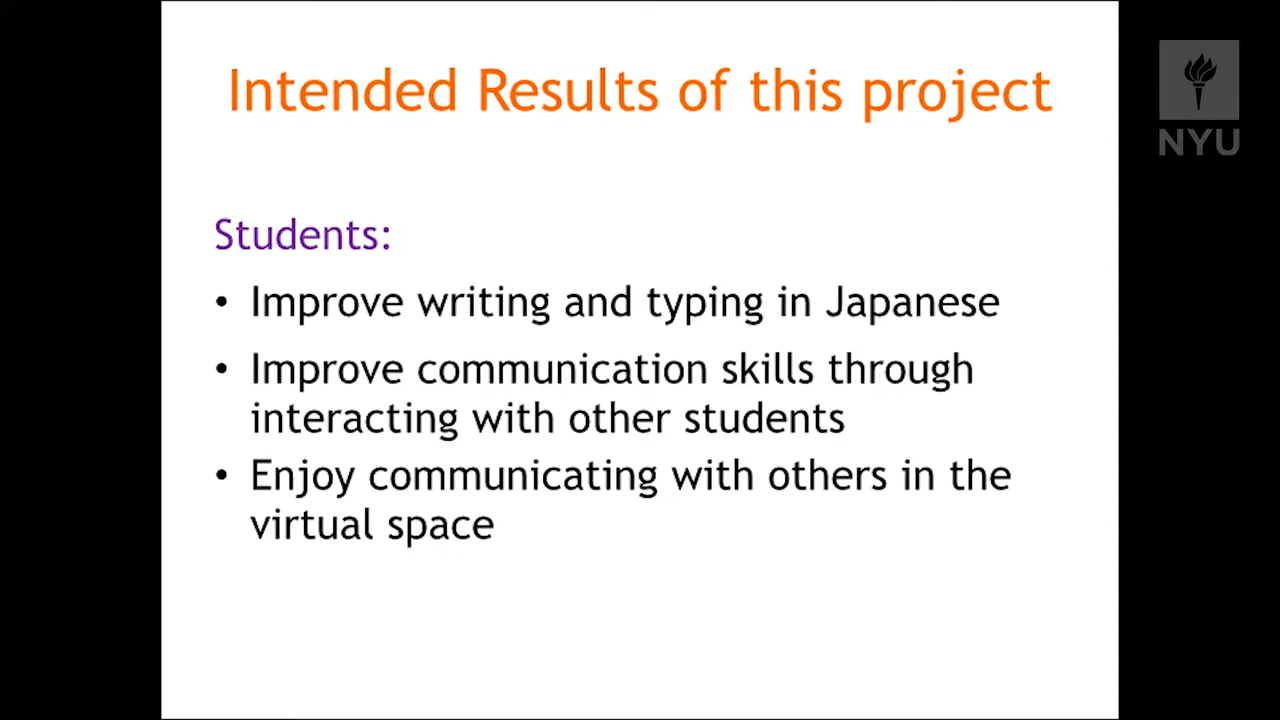 Intended Results of this project
NYU
Students:
• Improve writing and typing in Japanese
• Improve communication skills through
interacting with other students
• Enjoy communicating with others in the
virtual space